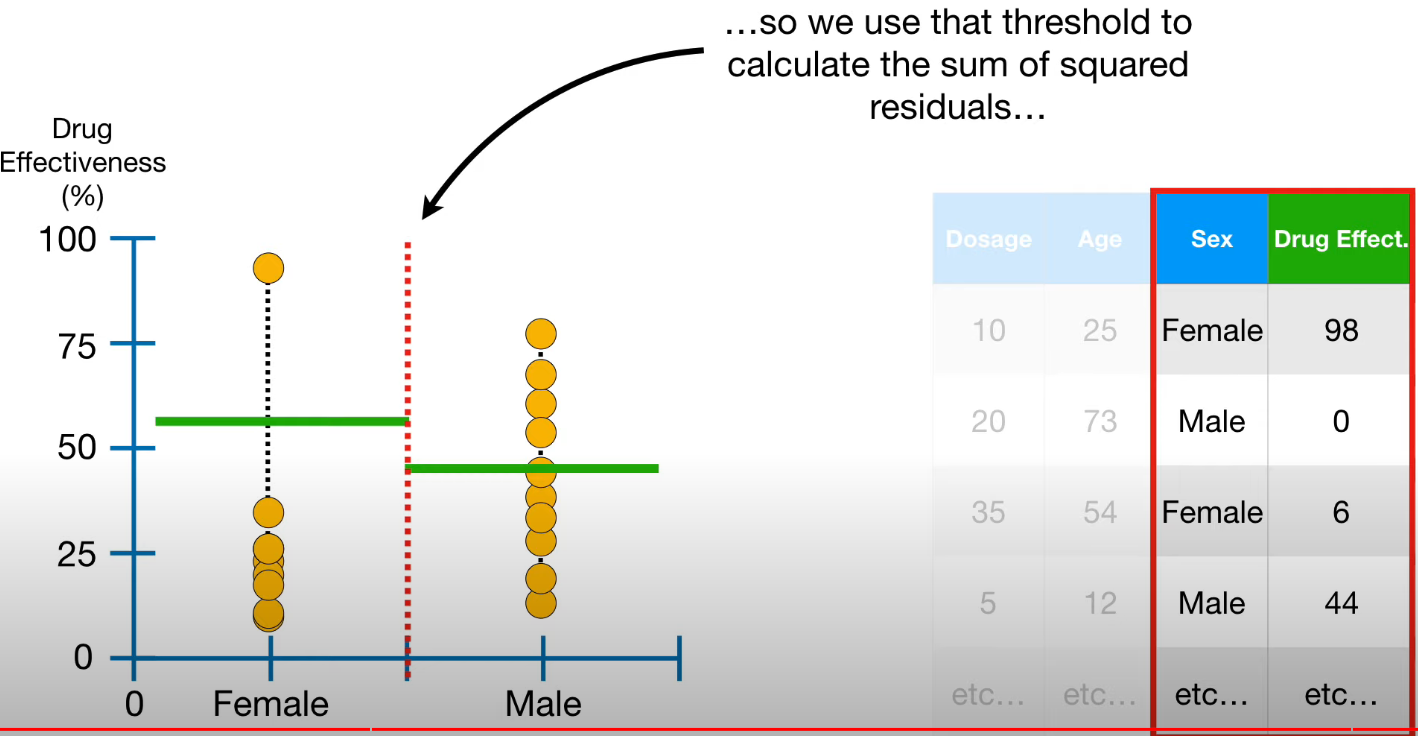 …so we use that threshold to
calculate the sum of squared
residuals…
Drug
Effectiveness
(%)
100
75
50
25
0
0 Female Male
Dosage Age Sex Drug Effect.
10 25 Female 98
20 73 Male 0
35 54 Female 6
5 12 Male 44
etc… etc… etc… etc…